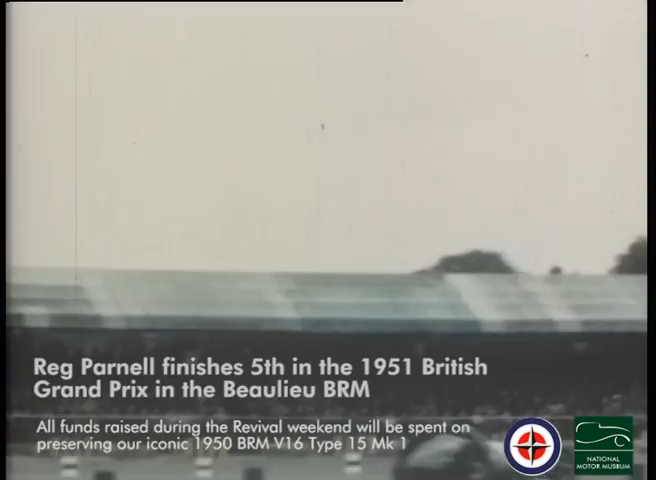 Reg Parnell finishes 5th in the 1951 British
Grand Prix in the Beaulieu BRM
All funds raised during the Revival weekend will be spent on
preserving our iconic 1950 BRM V16 Type 15 Mk 1
NATIONAL
MOTOR MUSEUM